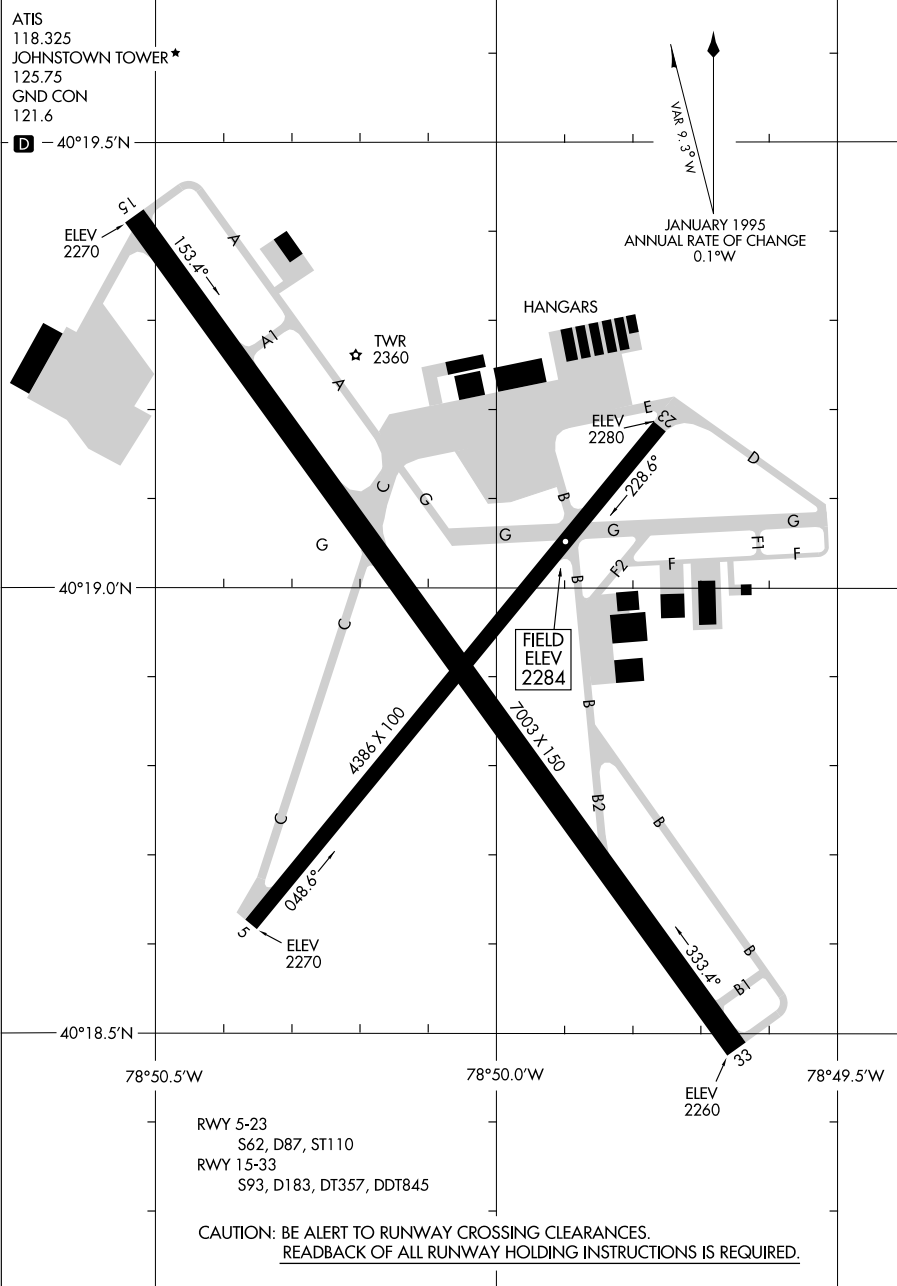 ATIS
118.325
JOHNSTOWN TOWER★
125.75
GND CON
121.6
D
40°19.5'N
VAR 9.3° W
JANUARY 1995
ANNUAL RATE OF CHANGE
0.1°W
15
ELEV
2270
153.4°
A
A1
A
TWR
2360
HANGARS
E
23
ELEV
2280
228.6°
D
C
G
B
G
G
G
G
F1
F
F
F2
B
40°19.0'N
C
FIELD
ELEV
2284
4386 X 100
7003 X 150
B
B2
B
C
048.6°
5
ELEV
2270
333.4°
B
B1
33
40°18.5'N
78°50.5'W
78°50.0'W
78°49.5'W
ELEV
2260
RWY 5-23
S62, D87, ST110
RWY 15-33
S93, D183, DT357, DDT845
CAUTION: BE ALERT TO RUNWAY CROSSING CLEARANCES.
READBACK OF ALL RUNWAY HOLDING INSTRUCTIONS IS REQUIRED.